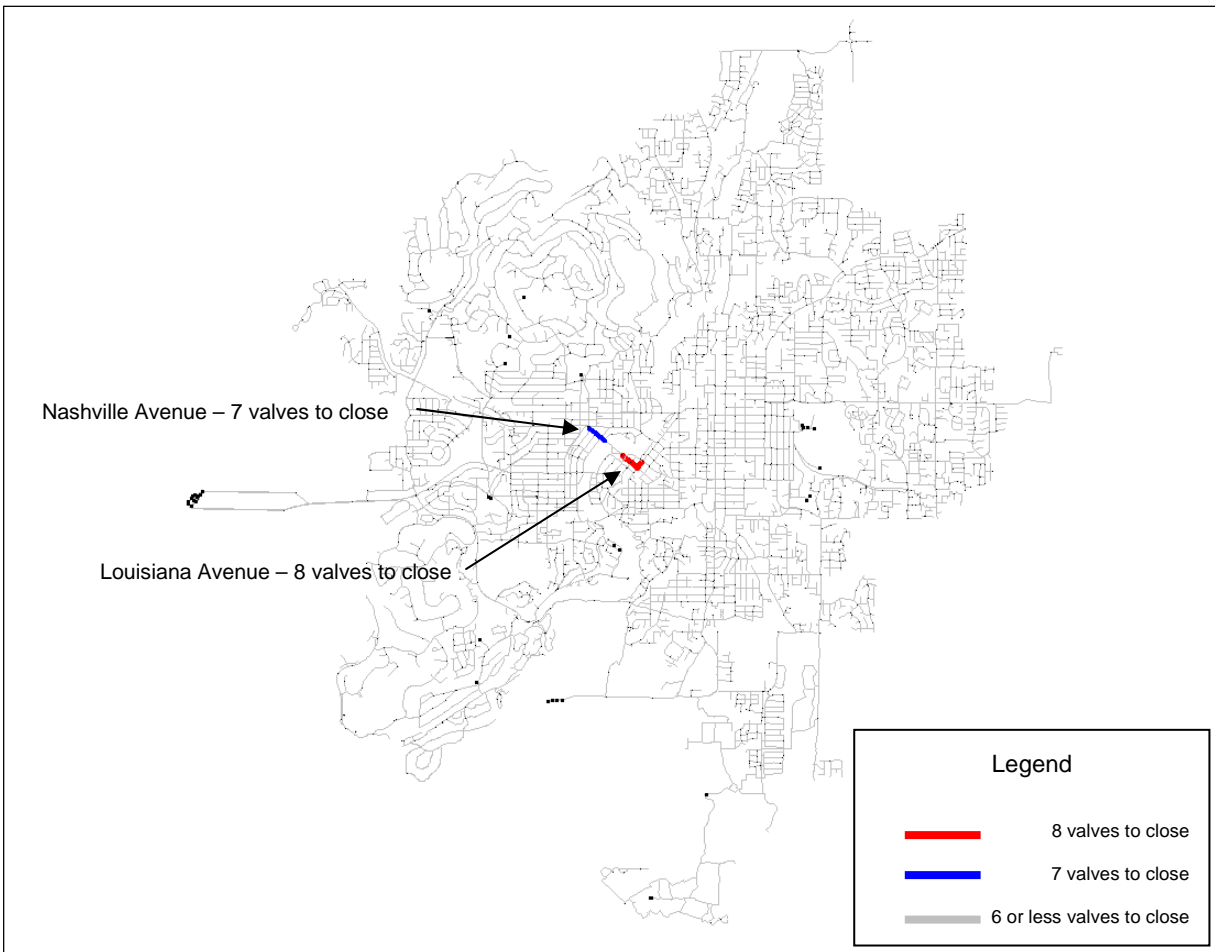 Nashville Avenue – 7 valves to close
Louisiana Avenue – 8 valves to close
Legend
8 valves to close
7 valves to close
6 or less valves to close